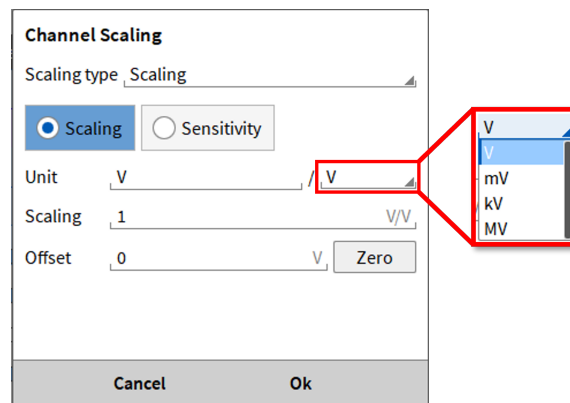 Channel Scaling
Scaling type Scaling
Scaling Sensitivity
Unit V / V
Scaling 1 V/V
Offset 0 V Zero
Cancel Ok
V
V
mV
kV
MV